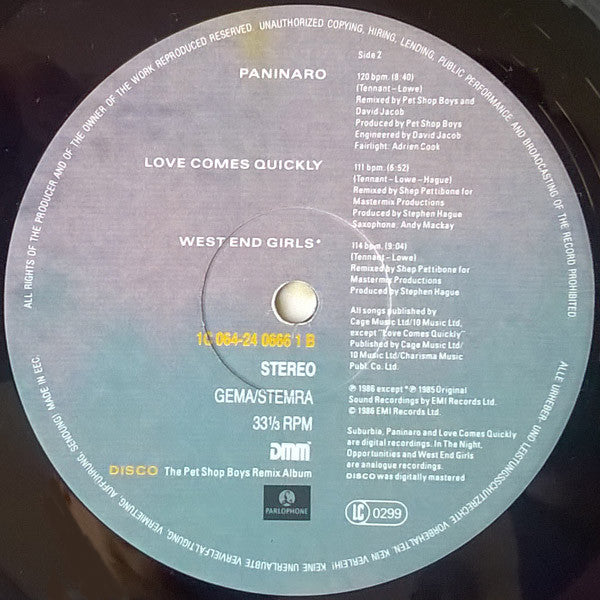 ALL RIGHTS OF THE PRODUCER AND OF THE OWNER OF THE WORK REPRODUCED RESERVED. UNAUTHORIZED COPYING, HIRING, LENDING, PUBLIC PERFORMANCE AND BROADCASTING OF THE RECORD PROHIBITED.
Side 2
PANINARO
120 bpm. (8:40)
(Tennant–Lowe)
Remixed by Pet Shop Boys and
David Jacob
Produced by Pet Shop Boys
Engineered by David Jacob
Fairlight: Adrien Cook
LOVE COMES QUICKLY
111 bpm. (6:52)
(Tennant–Lowe–Hague)
Remixed by Shep Pettibone for
Mastermix Productions
Produced by Stephen Hague
Saxophone, Andy Mackay
WEST END GIRLS*
114 bpm. (9:04)
(Tennant–Lowe)
Remixed by Shep Pettibone for
Mastermix Productions
Produced by Stephen Hague
All songs published by
Cage Music Ltd/10 Music Ltd,
except "Love Comes Quickly"
Published by Cage Music Ltd/
10 Music Ltd/Charisma Music
Publ. Co. Ltd.
1C 064-24 0666 1 B
STEREO
GEMA/STEMRA
33⅓ RPM
DMM
℗ 1986 except *℗ 1985 Original
Sound Recordings by EMI Records Ltd.
© 1986 EMI Records Ltd.
Suburbia, Paninaro and Love Comes Quickly
are digital recordings. In The Night,
Opportunities and West End Girls
are analogue recordings.
DISCO was digitally mastered
DISCO The Pet Shop Boys Remix Album
PARLOPHONE
LC 0299
ALLE URHEBER- UND LEISTUNGSSCHUTZRECHTE VORBEHALTEN. KEIN VERLEIH! KEINE UNERLAUBTE VERVIELFÄLTIGUNG, VERMIETUNG, AUFFÜHRUNG, SENDUNG! MADE IN EEC.